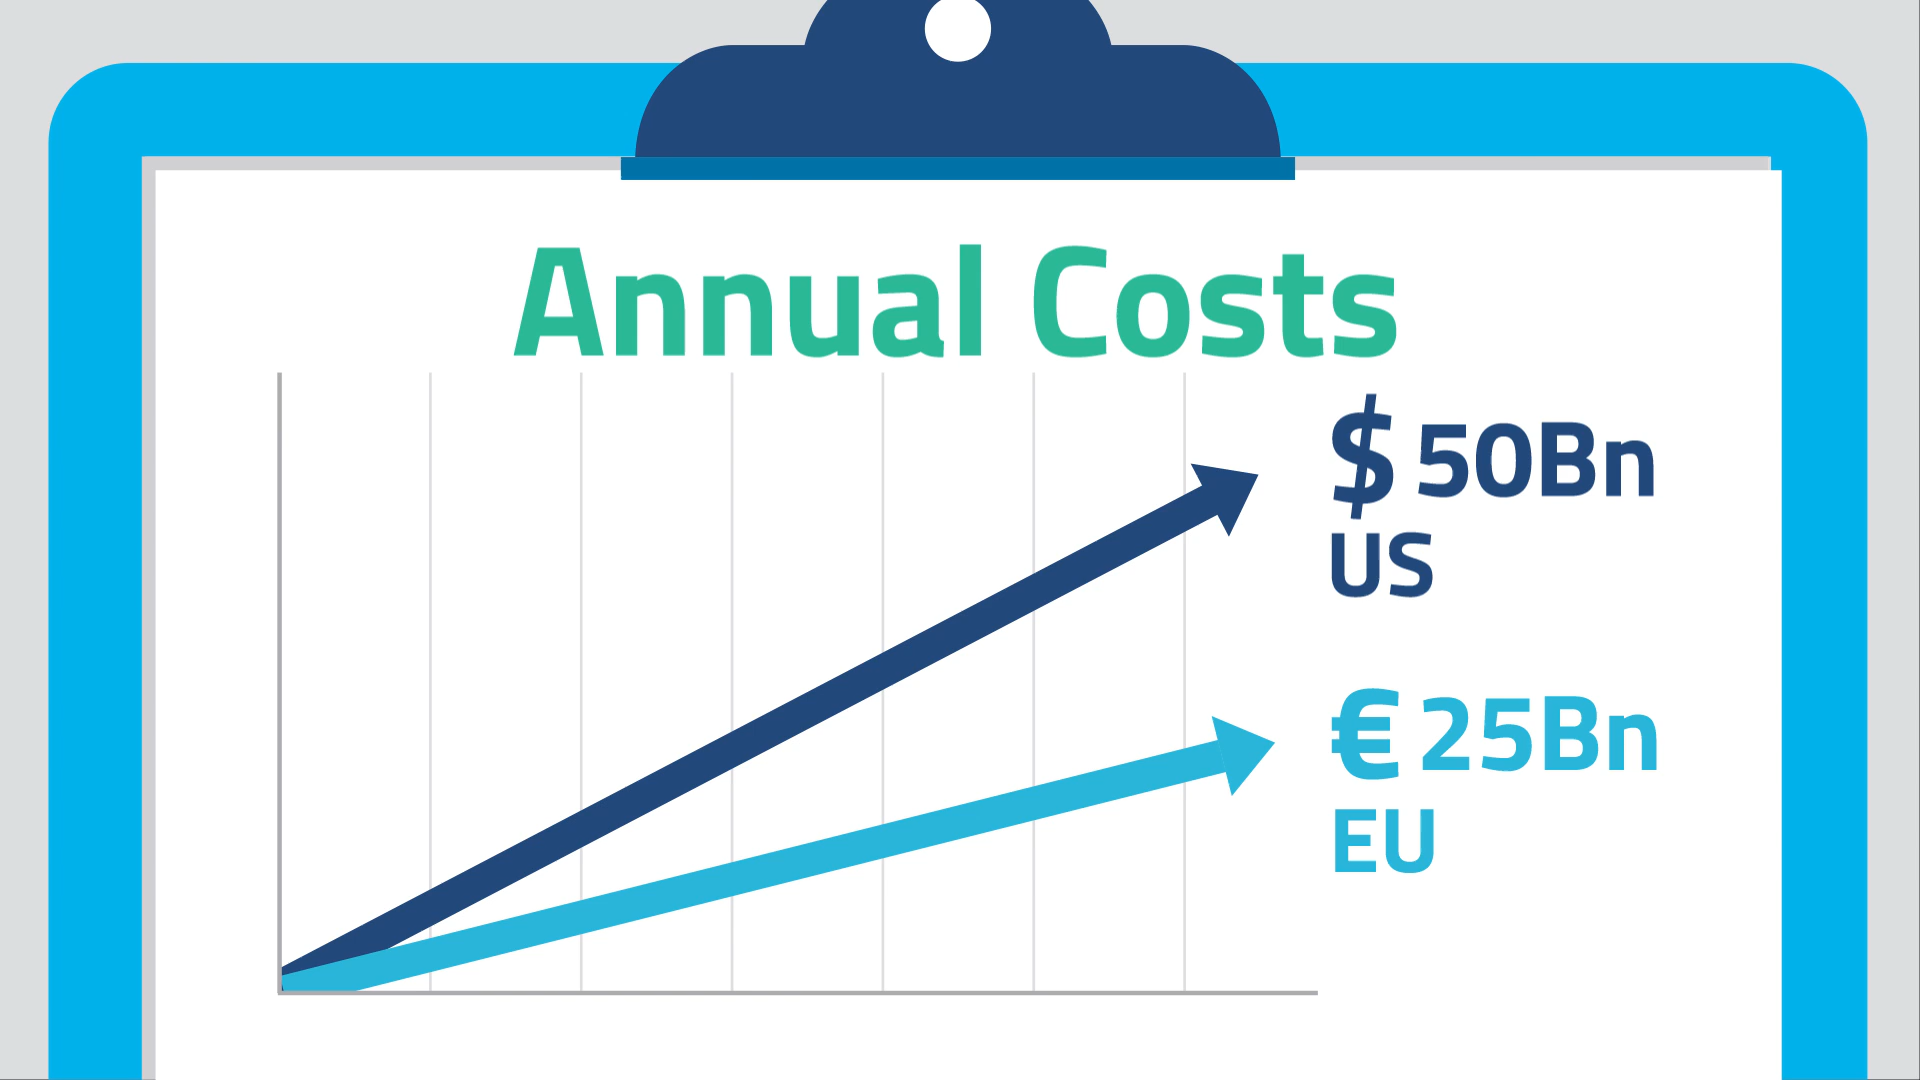 Annual Costs
$ 50Bn
US
€ 25Bn
EU